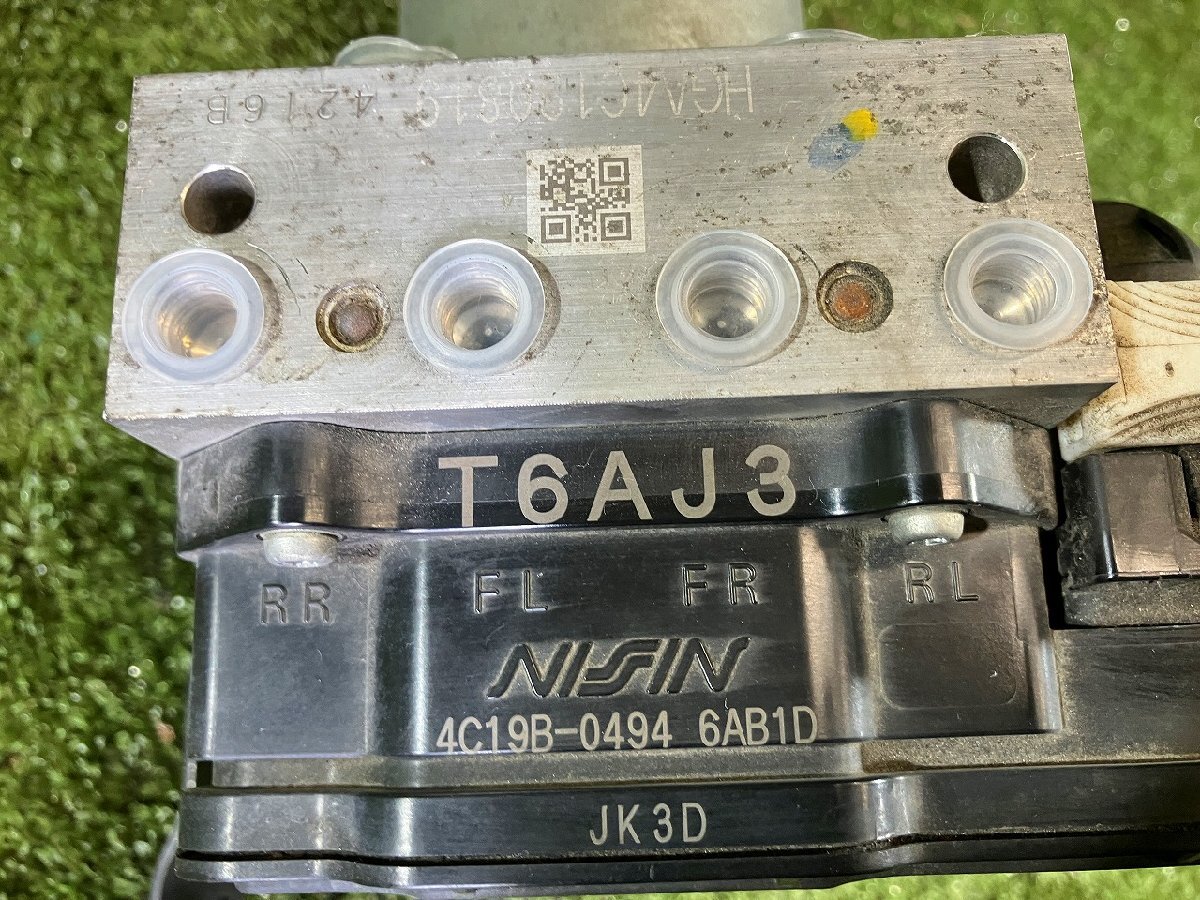 4216B
T6AJ3
RR FL FR RL
NISSIN
4C19B-0494 6AB1D
JK3D